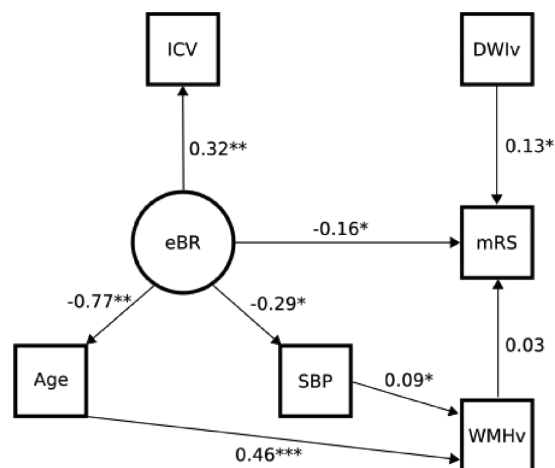 ICV
DWIv
0.32**
0.13*
eBR
-0.16*
mRS
-0.77**
-0.29*
Age
SBP
0.09*
0.03
0.46***
WMHv